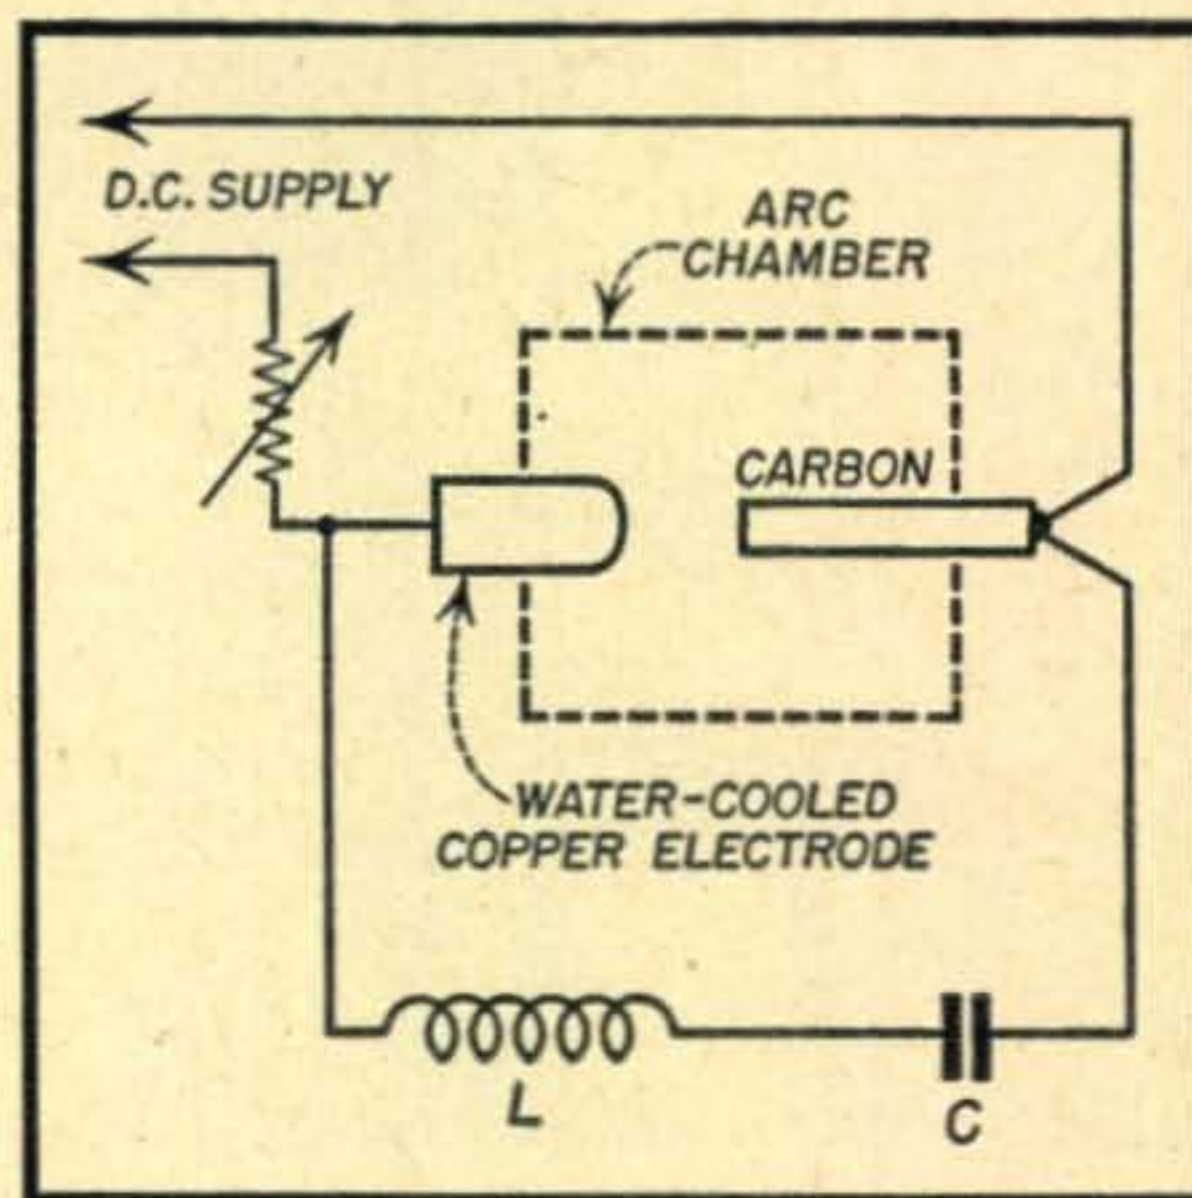 D.C. SUPPLY
ARC
CHAMBER
CARBON
WATER-COOLED
COPPER ELECTRODE
L
C